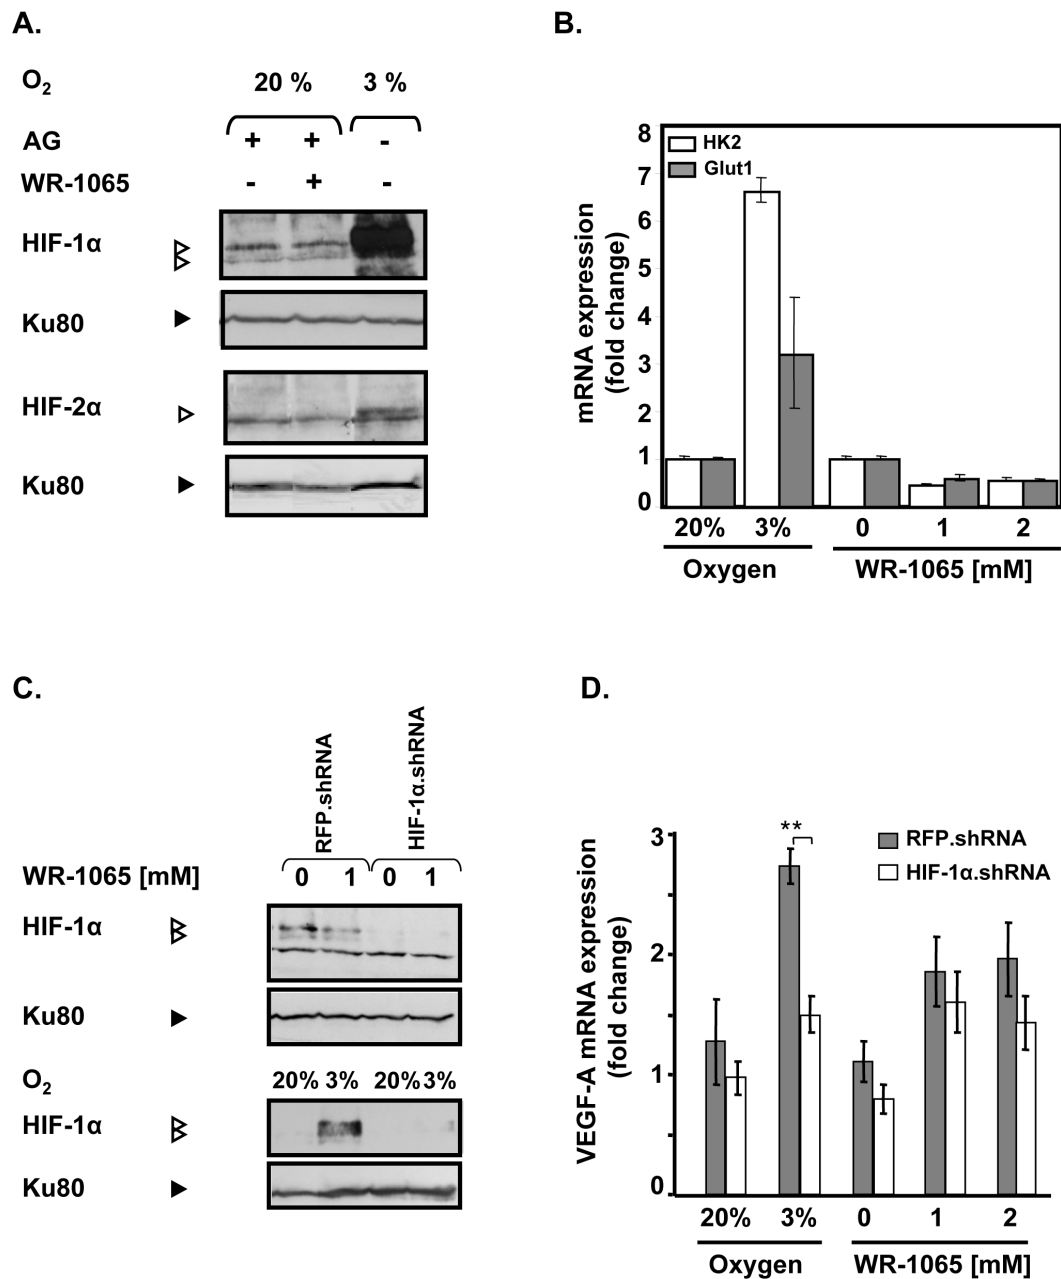 A.
O2 20 % 3 %
AG + + -
WR-1065 - + -
HIF-1α
Ku80
HIF-2α
Ku80
B.
mRNA expression
(fold change)
8
7
6
5
4
3
2
1
0
HK2
Glut1
20% 3% 0 1 2
Oxygen WR-1065 [mM]
C.
RFP.shRNA
HIF-1α.shRNA
WR-1065 [mM] 0 1 0 1
HIF-1α
Ku80
O2 20% 3% 20% 3%
HIF-1α
Ku80
D.
VEGF-A mRNA expression
(fold change)
3
2
1
0
**
RFP.shRNA
HIF-1α.shRNA
20% 3% 0 1 2
Oxygen WR-1065 [mM]